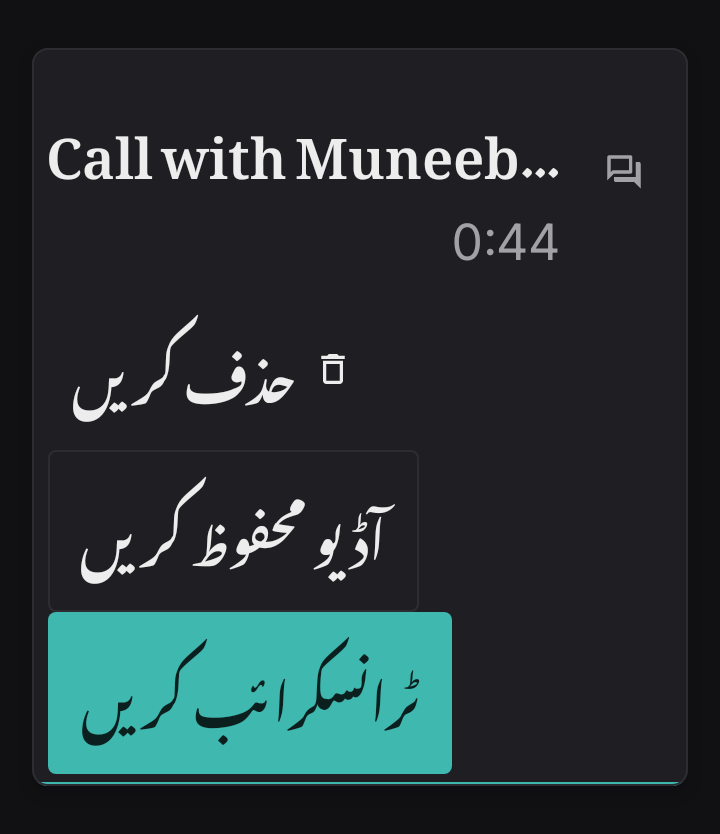 Call with Muneeb...
0:44
حذف کریں
آڈیو محفوظ کریں
ٹرانسکرائب کریں